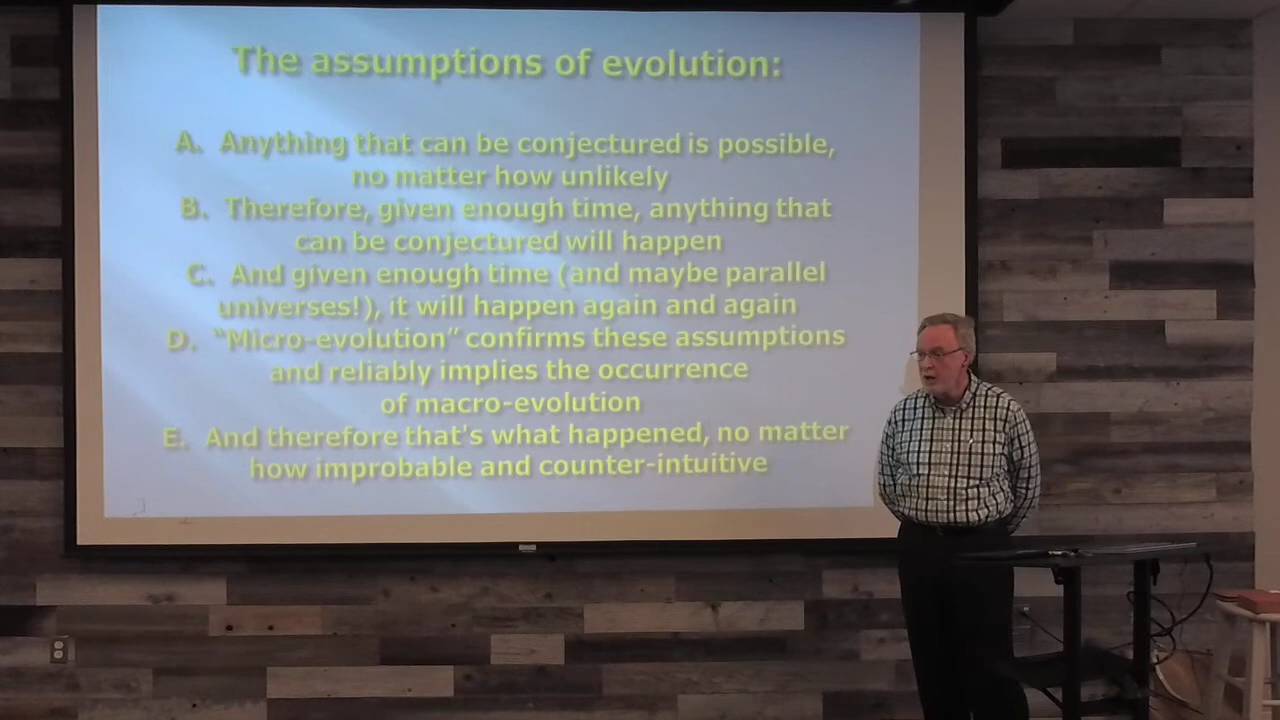 The assumptions of evolution:
A. Anything that can be conjectured is possible,
no matter how unlikely
B. Therefore, given enough time, anything that
can be conjectured will happen
C. And given enough time (and maybe parallel
universes!), it will happen again and again
D. “Micro-evolution” confirms these assumptions
and reliably implies the occurrence
of macro-evolution
E. And therefore that's what happened, no matter
how improbable and counter-intuitive